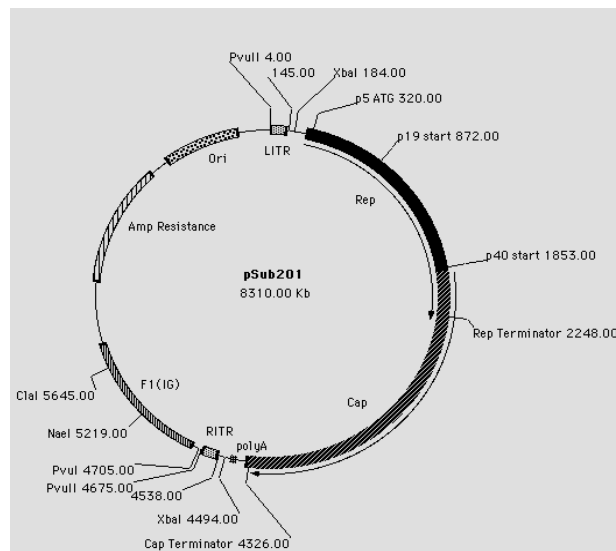 PvuII 4.00
145.00
XbaI 184.00
p5 ATG 320.00
p19 start 872.00
Ori
LITR
Rep
Amp Resistance
p40 start 1853.00
pSub201
8310.00 Kb
Rep Terminator 2248.00
F1(IG)
Cap
ClaI 5645.00
NaeI 5219.00
RITR
polyA
PvuI 4705.00
PvuII 4675.00
4538.00
XbaI 4494.00
Cap Terminator 4326.00